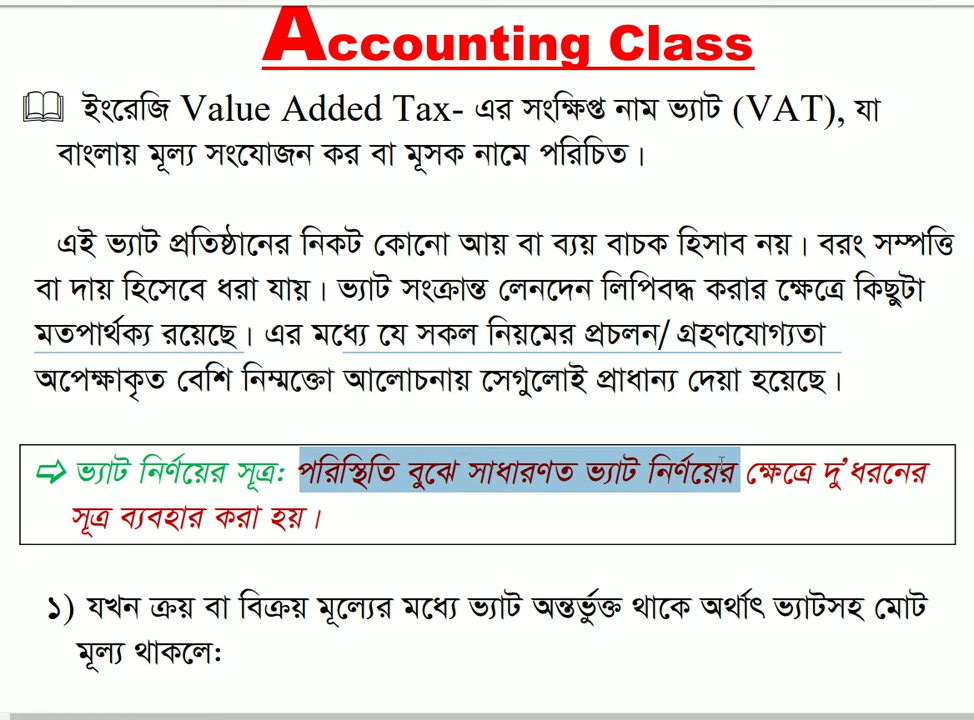 Accounting Class
ইংরেজি Value Added Tax- এর সংক্ষিপ্ত নাম ভ্যাট (VAT), যা
বাংলায় মূল্য সংযোজন কর বা মূসক নামে পরিচিত।
এই ভ্যাট প্রতিষ্ঠানের নিকট কোনো আয় বা ব্যয় বাচক হিসাব নয়। বরং সম্পত্তি
বা দায় হিসেবে ধরা যায়। ভ্যাট সংক্রান্ত লেনদেন লিপিবদ্ধ করার ক্ষেত্রে কিছুটা
মতপার্থক্য রয়েছে। এর মধ্যে যে সকল নিয়মের প্রচলন/ গ্রহণযোগ্যতা
অপেক্ষাকৃত বেশি নিম্মক্তো আলোচনায় সেগুলোই প্রাধান্য দেয়া হয়েছে।
⇨ ভ্যাট নির্ণয়ের সূত্র: পরিস্থিতি বুঝে সাধারণত ভ্যাট নির্ণয়ের ক্ষেত্রে দু’ধরনের
সূত্র ব্যবহার করা হয়।
১) যখন ক্রয় বা বিক্রয় মূল্যের মধ্যে ভ্যাট অন্তর্ভুক্ত থাকে অর্থাৎ ভ্যাটসহ মোট
মূল্য থাকলে: